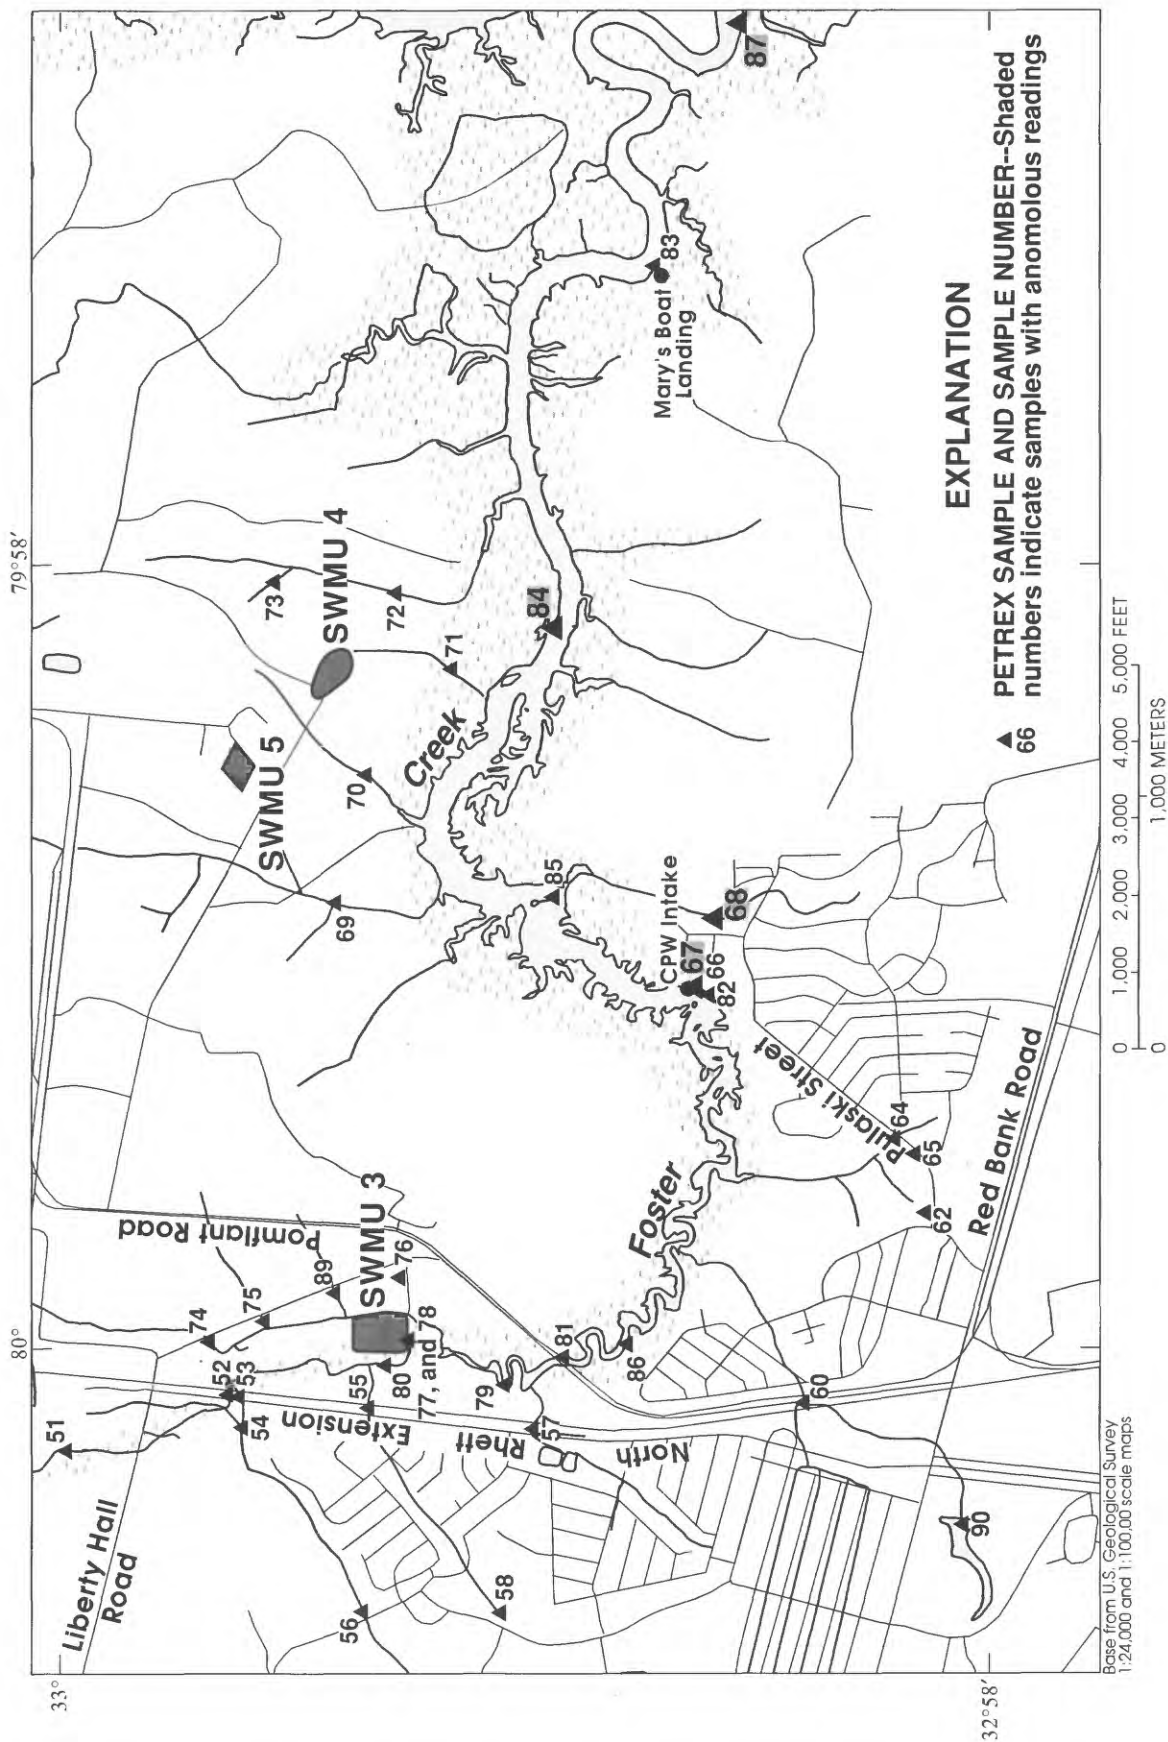 79°58′
80°
33°
32°58′
Liberty Hall
Road
51
52
53
54
55
56
57
58
60
62
64
65
66
67
68
69
70
71
72
73
74
75
76
77, and
78
79
80
81
82
83
84
85
86
87
89
90
Pomflant Road
SWMU 3
SWMU 4
SWMU 5
North
Rhett
Extension
Foster
Creek
CPW Intake
Pulaski Street
Red Bank Road
Mary's Boat
Landing
EXPLANATION
66
PETREX SAMPLE AND SAMPLE NUMBER--Shaded
numbers indicate samples with anomolous readings
0 1,000 2,000 3,000 4,000 5,000 FEET
0 1,000 METERS
Base from U.S. Geological Survey
1:24,000 and 1:100,00 scale maps